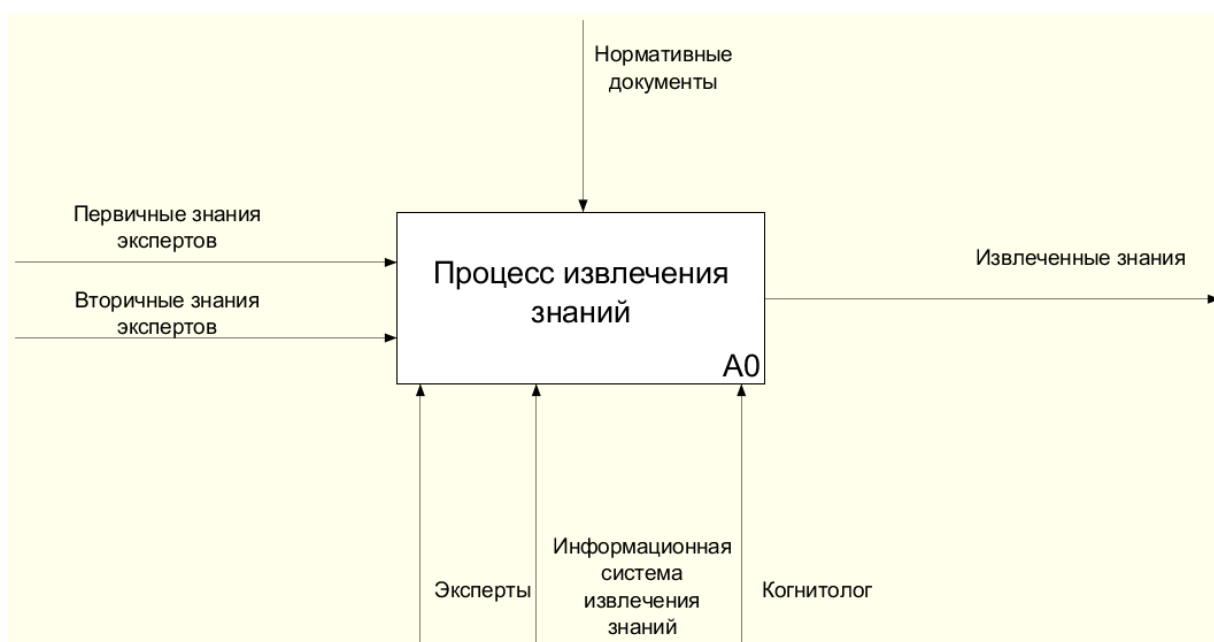 Нормативные
документы
Первичные знания
экспертов
Вторичные знания
экспертов
Процесс извлечения
знаний
A0
Извлеченные знания
Эксперты
Информационная
система
извлечения
знаний
Когнитолог